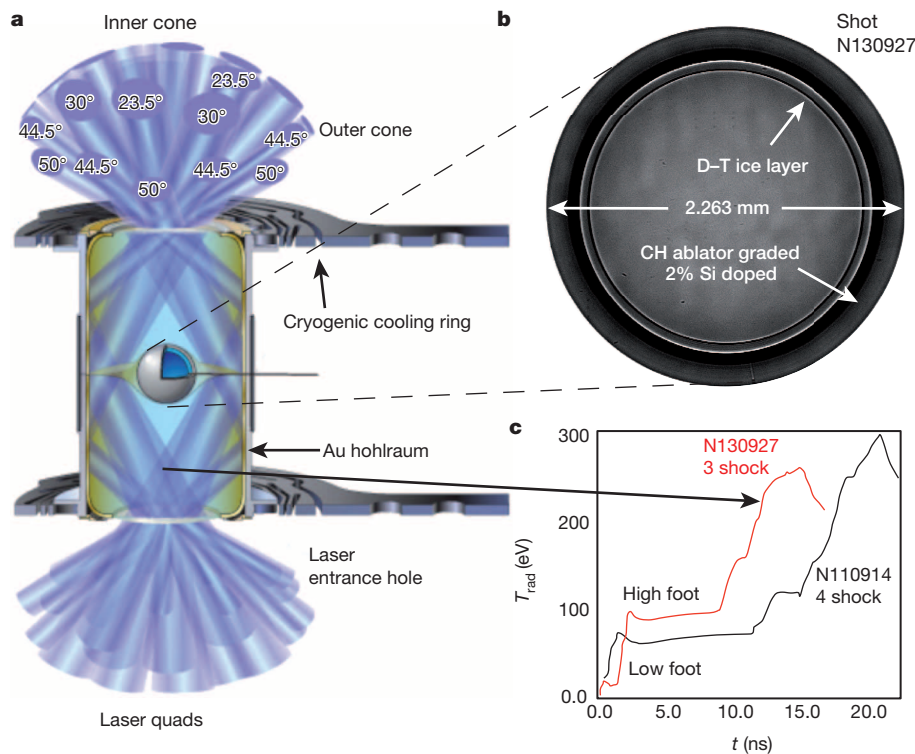 a
Inner cone
23.5°
30°
23.5°
30°
44.5°
44.5°
50°
44.5°
44.5°
50°
50°
Outer cone
Cryogenic cooling ring
Au hohlraum
Laser
entrance hole
Laser quads
b
Shot
N130927
D–T ice layer
2.263 mm
CH ablator graded
2% Si doped
c
300
200
100
0.0
T rad (eV)
N130927
3 shock
High foot
N110914
4 shock
Low foot
0.0
5.0
10.0
15.0
20.0
t (ns)